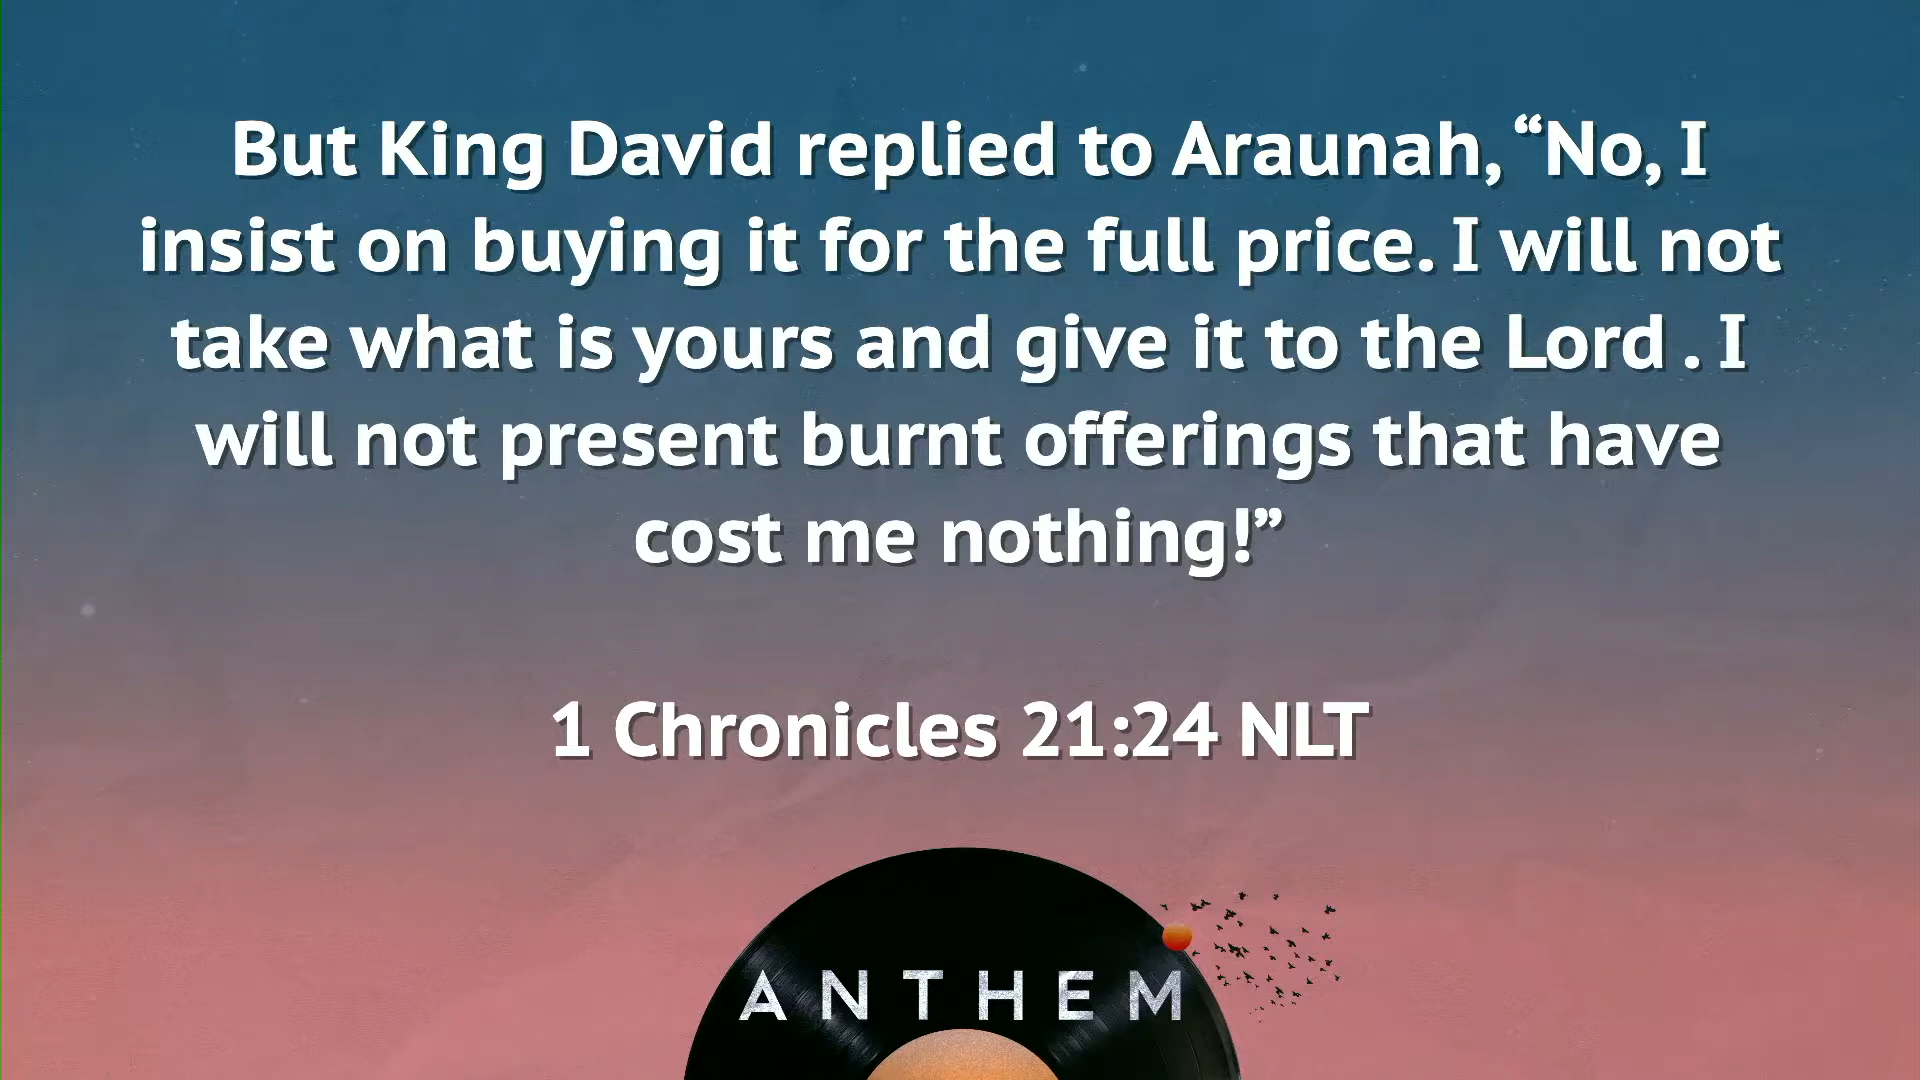 But King David replied to Araunah, “No, I
insist on buying it for the full price. I will not
take what is yours and give it to the Lord . I
will not present burnt offerings that have
cost me nothing!”
1 Chronicles 21:24 NLT
ANTHEM